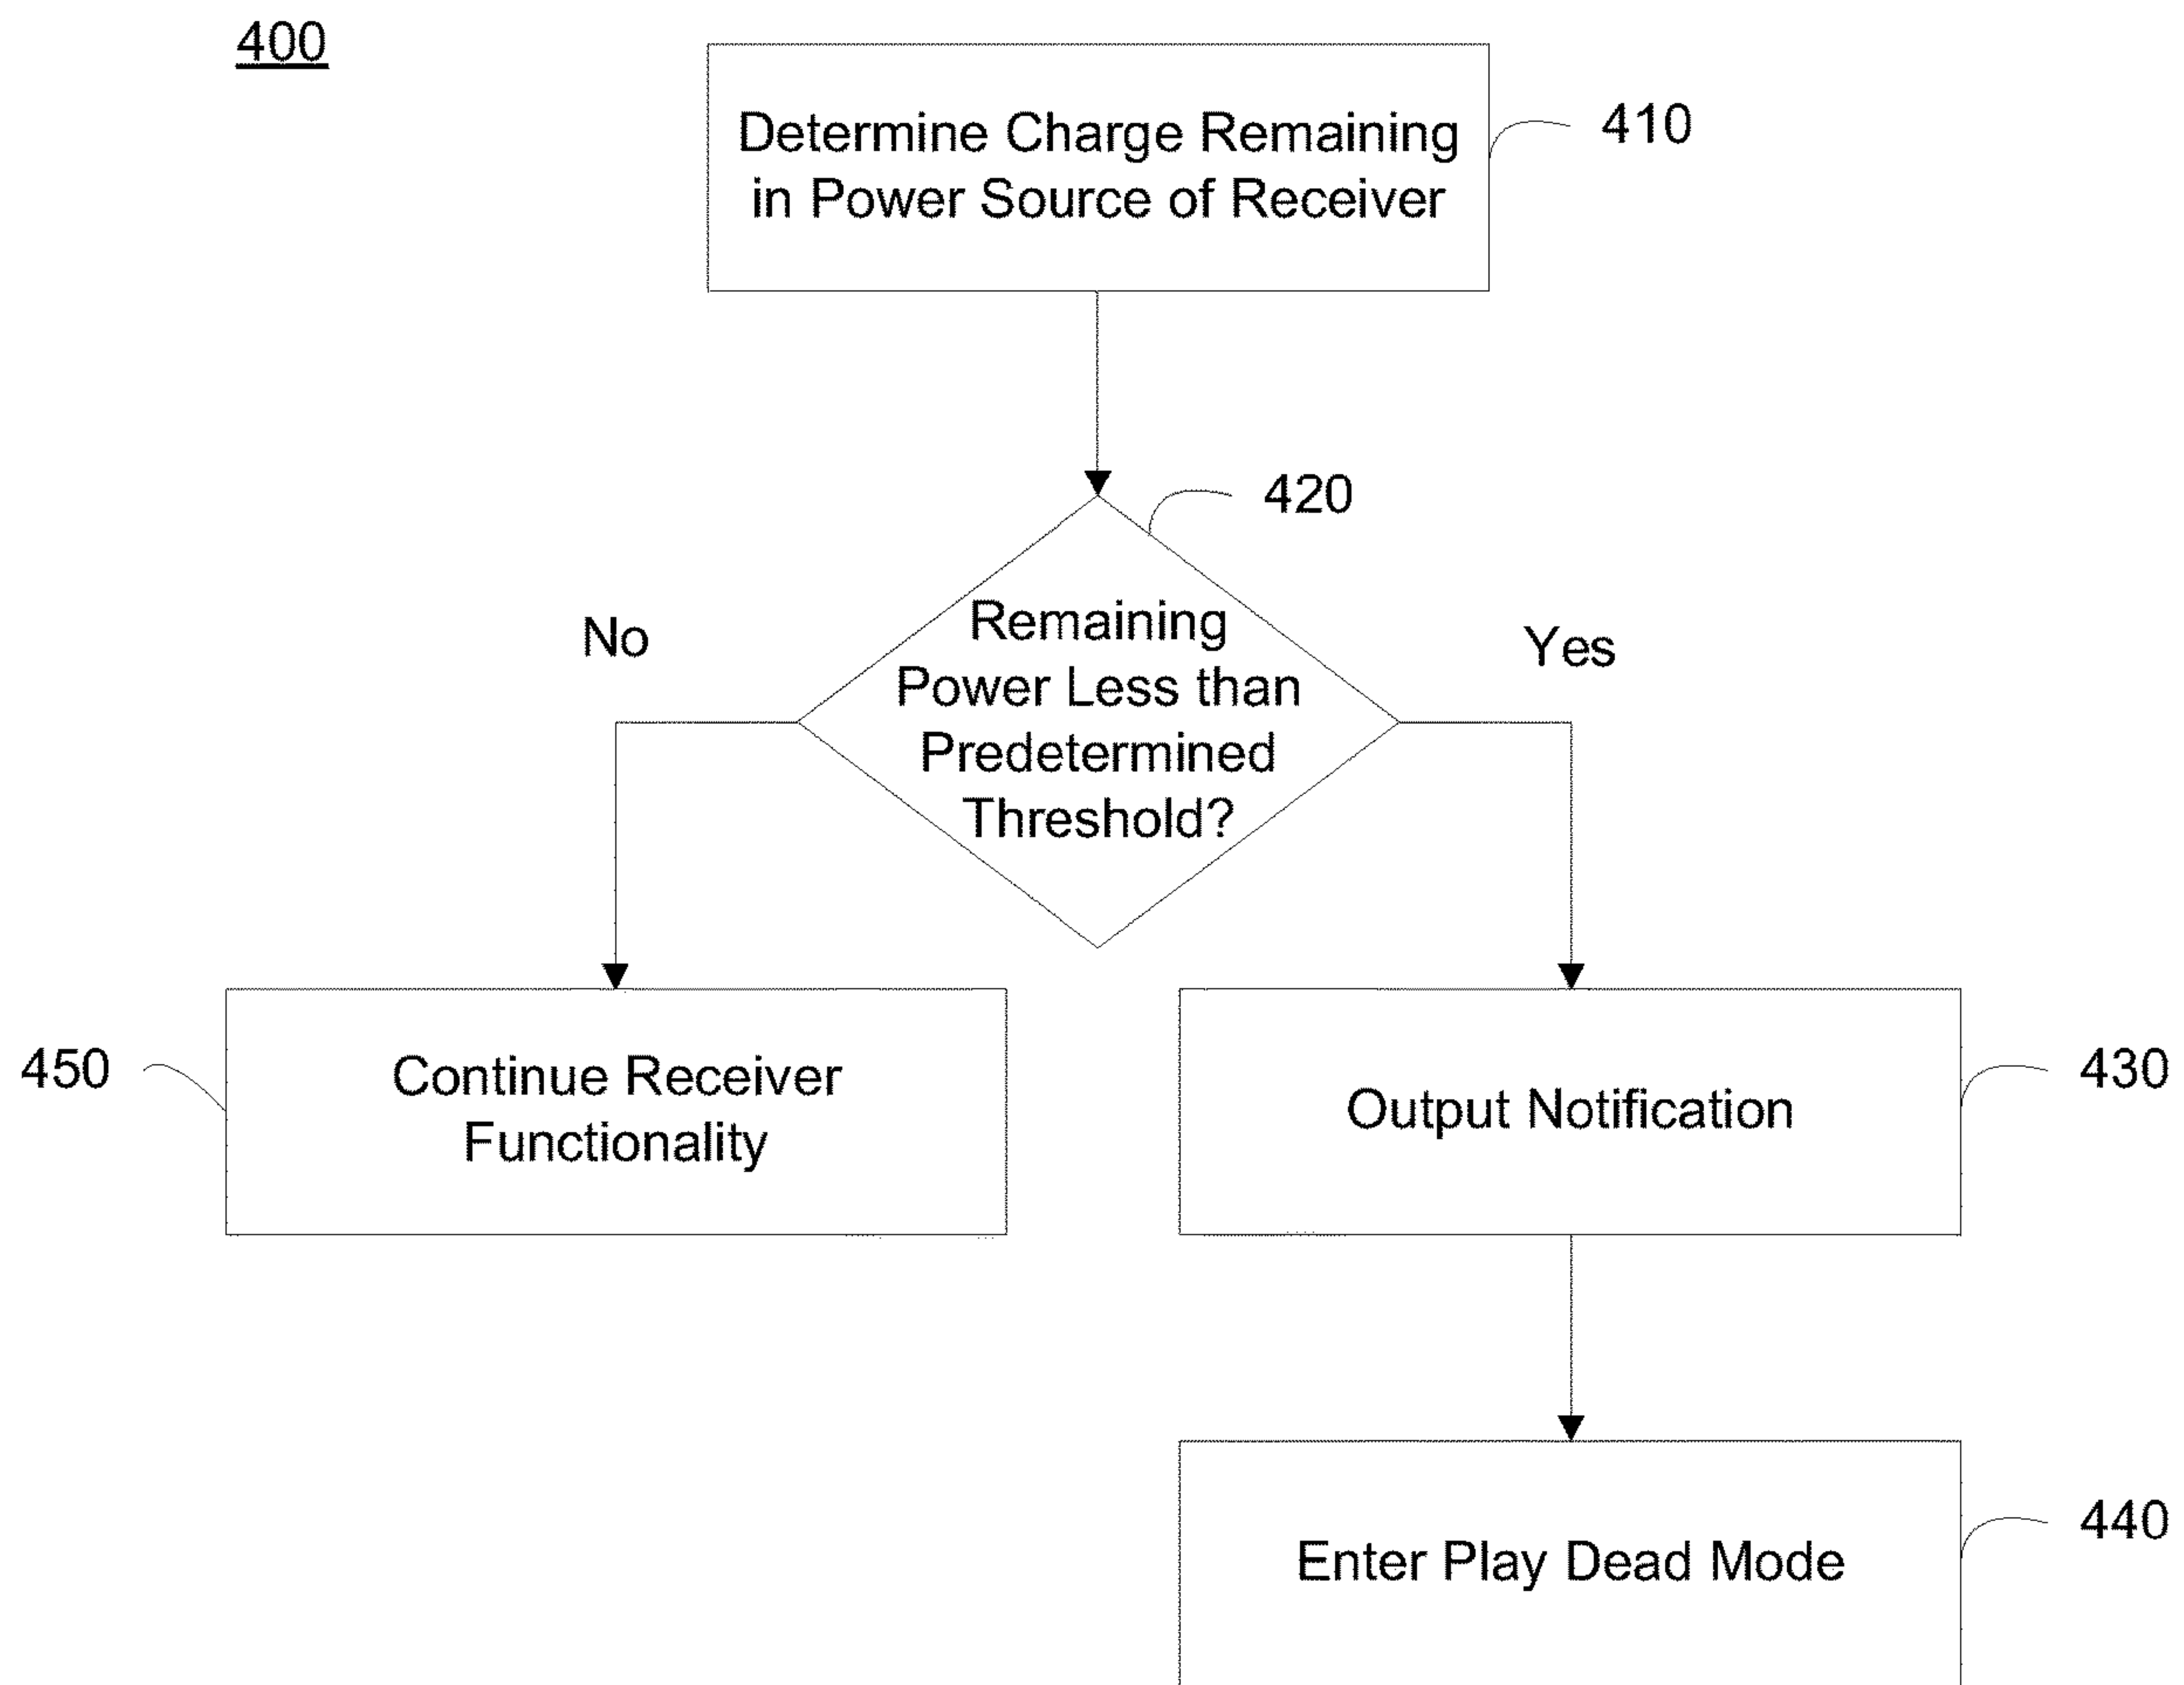 400
Determine Charge Remaining
in Power Source of Receiver
410
420
Remaining
Power Less than
Predetermined
Threshold?
No
Yes
450
Continue Receiver
Functionality
Output Notification
430
Enter Play Dead Mode
440